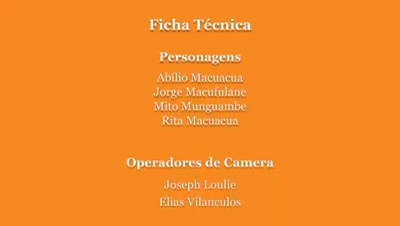 Ficha Técnica
Personagens
Abílio Macuacua
Jorge Macufulane
Mito Munguambe
Rita Macuacua
Operadores de Camera
Joseph Loulie
Elias Vilanculos